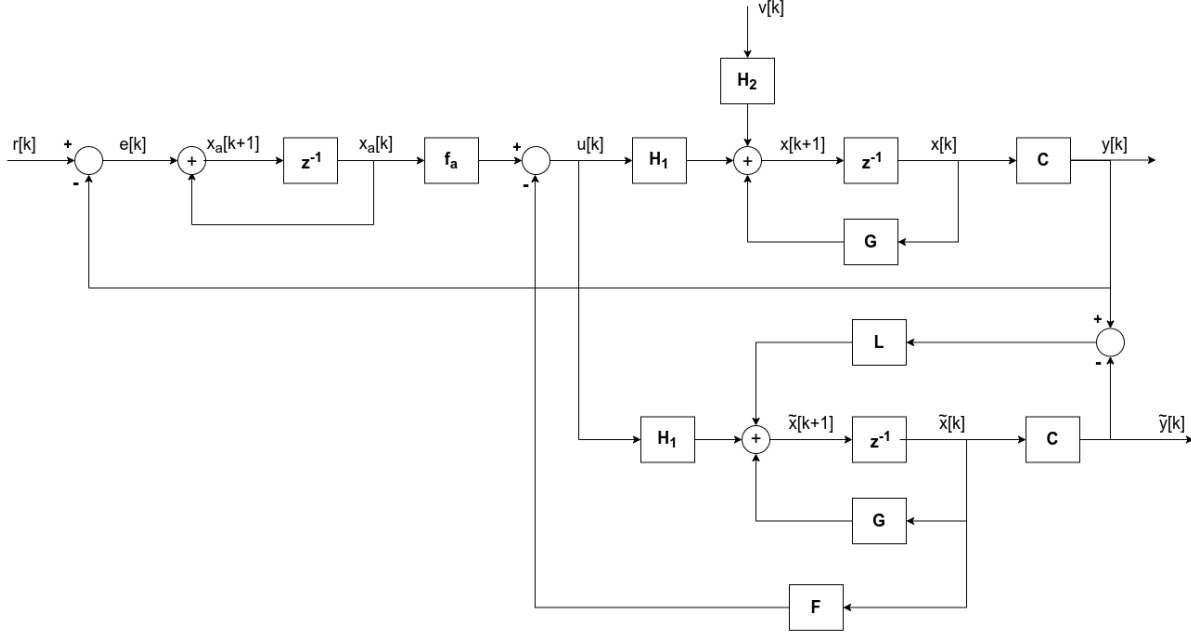 v[k]
H₂
r[k] + e[k] + xₐ[k+1] z⁻¹ xₐ[k] fₐ + u[k] H₁ + x[k+1] z⁻¹ x[k] C y[k]
- -
G
+
L
-
H₁ + x̃[k+1] z⁻¹ x̃[k] C ỹ[k]
G
F